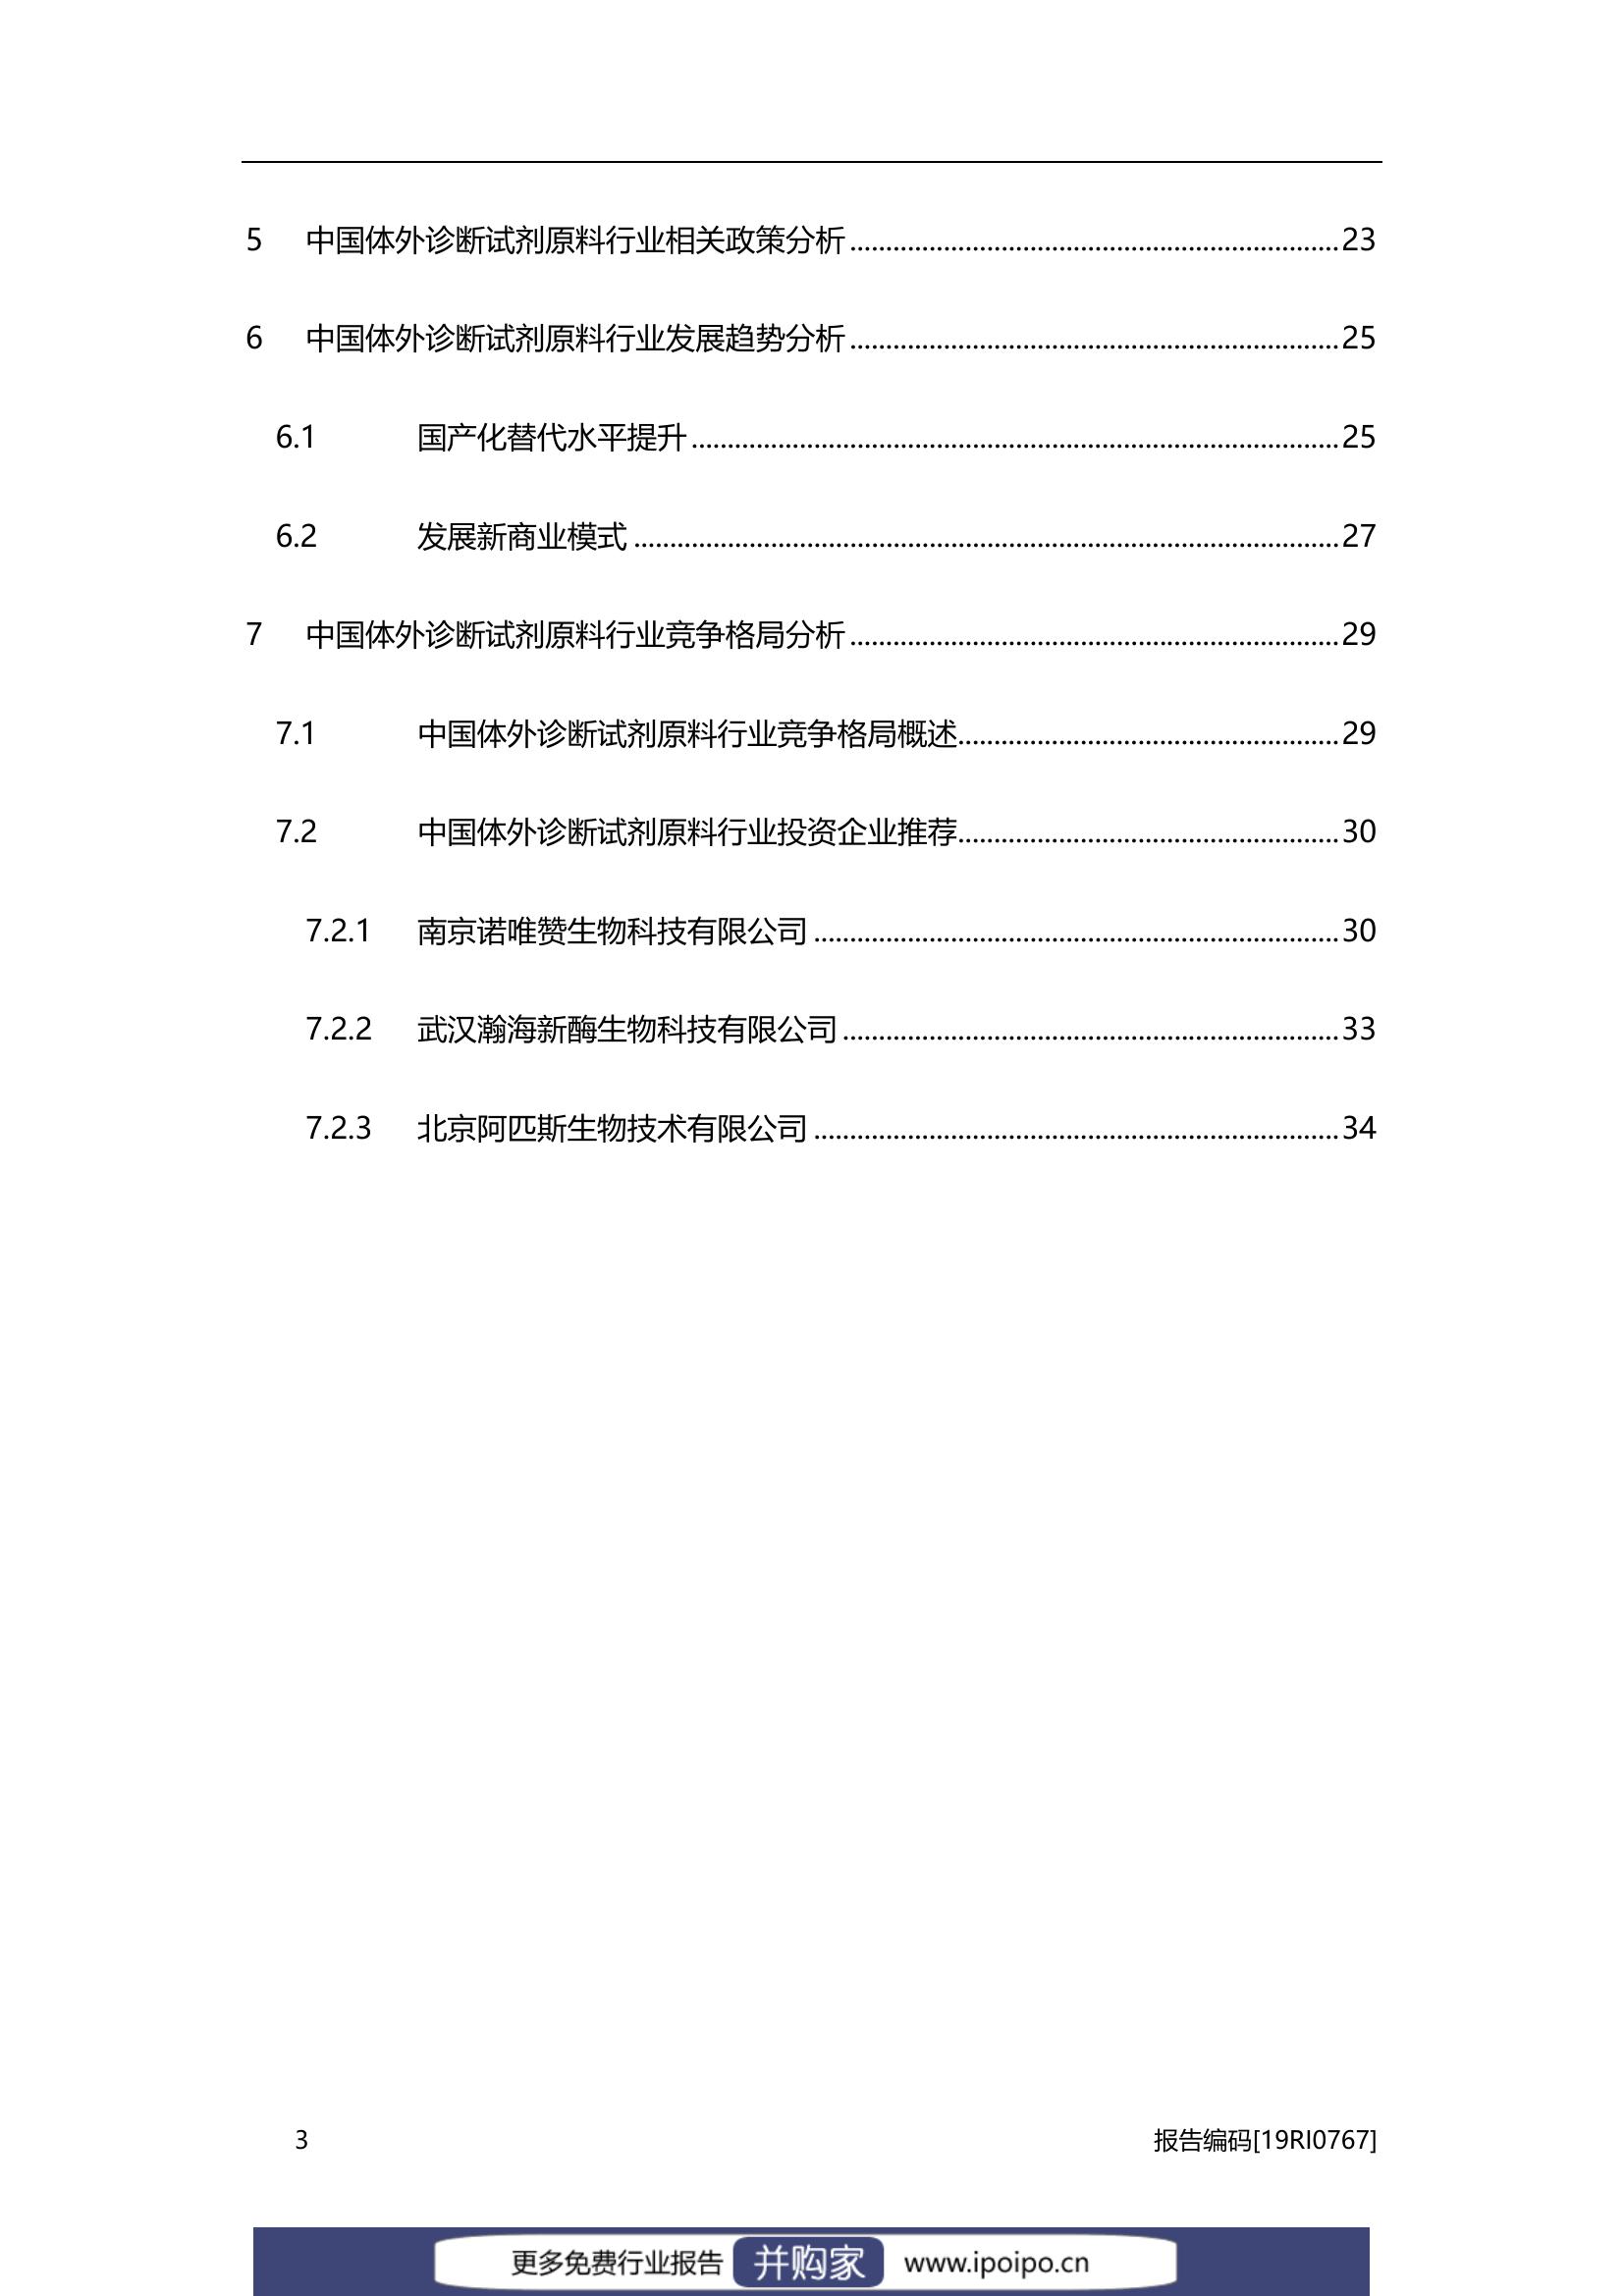 5 中国体外诊断试剂原料行业相关政策分析 ........ 23
6 中国体外诊断试剂原料行业发展趋势分析 ........ 25
6.1 国产化替代水平提升 ........ 25
6.2 发展新商业模式 ........ 27
7 中国体外诊断试剂原料行业竞争格局分析 ........ 29
7.1 中国体外诊断试剂原料行业竞争格局概述 ........ 29
7.2 中国体外诊断试剂原料行业投资企业推荐 ........ 30
7.2.1 南京诺唯赞生物科技有限公司 ........ 30
7.2.2 武汉瀚海新酶生物科技有限公司 ........ 33
7.2.3 北京阿匹斯生物技术有限公司 ........ 34
3 报告编码[19RI0767]
更多免费行业报告 并购家 www.ipoipo.cn